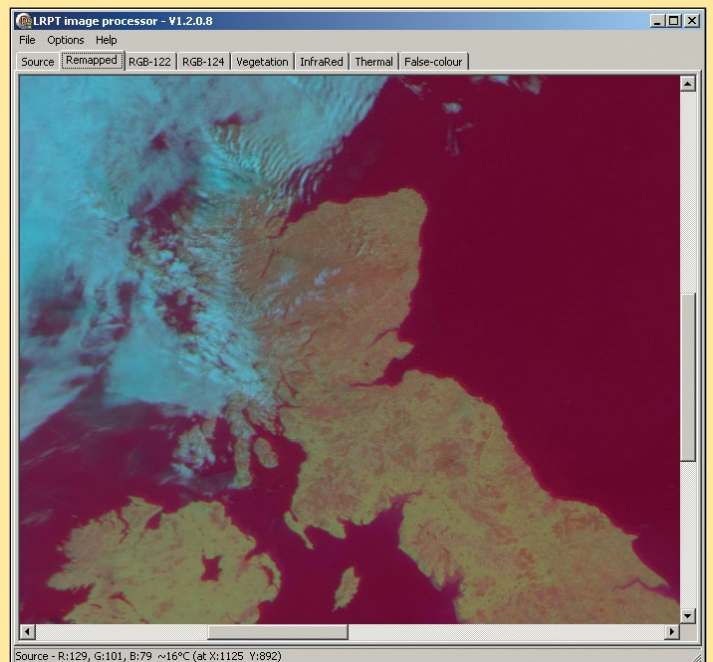 LRPT image processor - V1.2.0.8
File Options Help
Source Remapped RGB-122 RGB-124 Vegetation InfraRed Thermal False-colour
Source - R:129, G:101, B:79 ~16°C (at X:1125 Y:892)